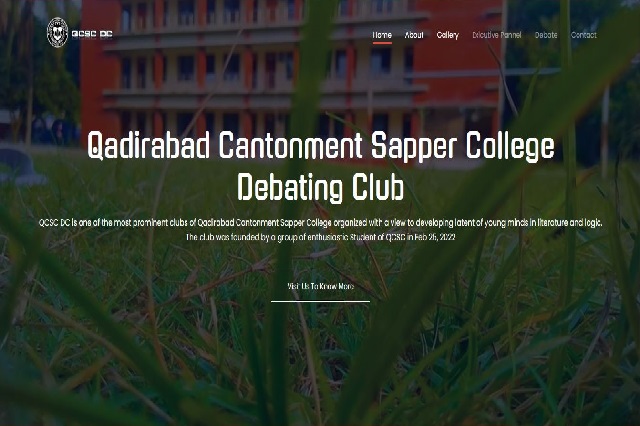 QCSC DC
Home About Gallery Exicutive Pannel Debate Contact
Qadirabad Cantonment Sapper College
Debating Club
QCSC DC is one of the most prominent clubs of Qadirabad Cantonment Sapper College organized with a view to developing latent of young minds in literature and logic.
The club was founded by a group of enthusiastic Student of QCSC in Feb 25, 2022
Visit Us To Know More